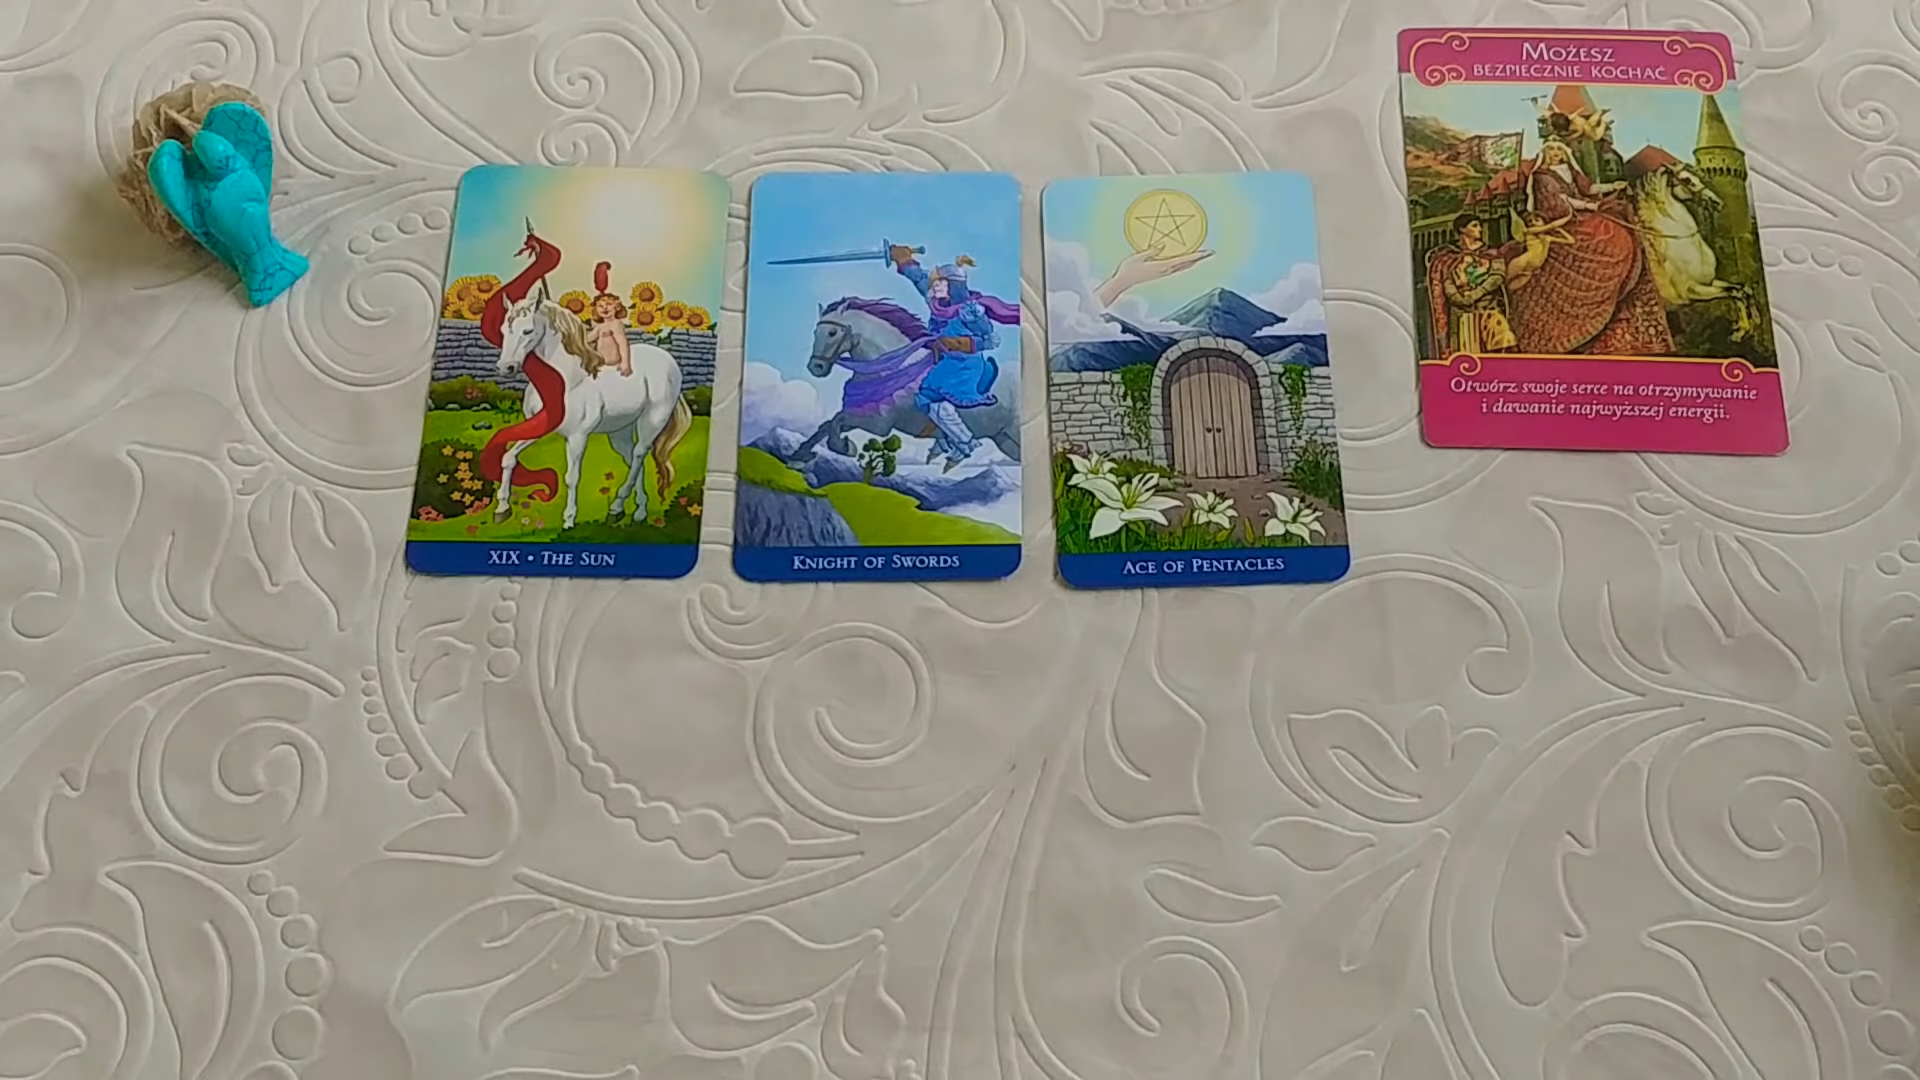 Możesz
bezpiecznie kochać
Otwórz swoje serce na otrzymywanie
i dawanie najwyższej energii.
XIX • The Sun
Knight of Swords
Ace of Pentacles